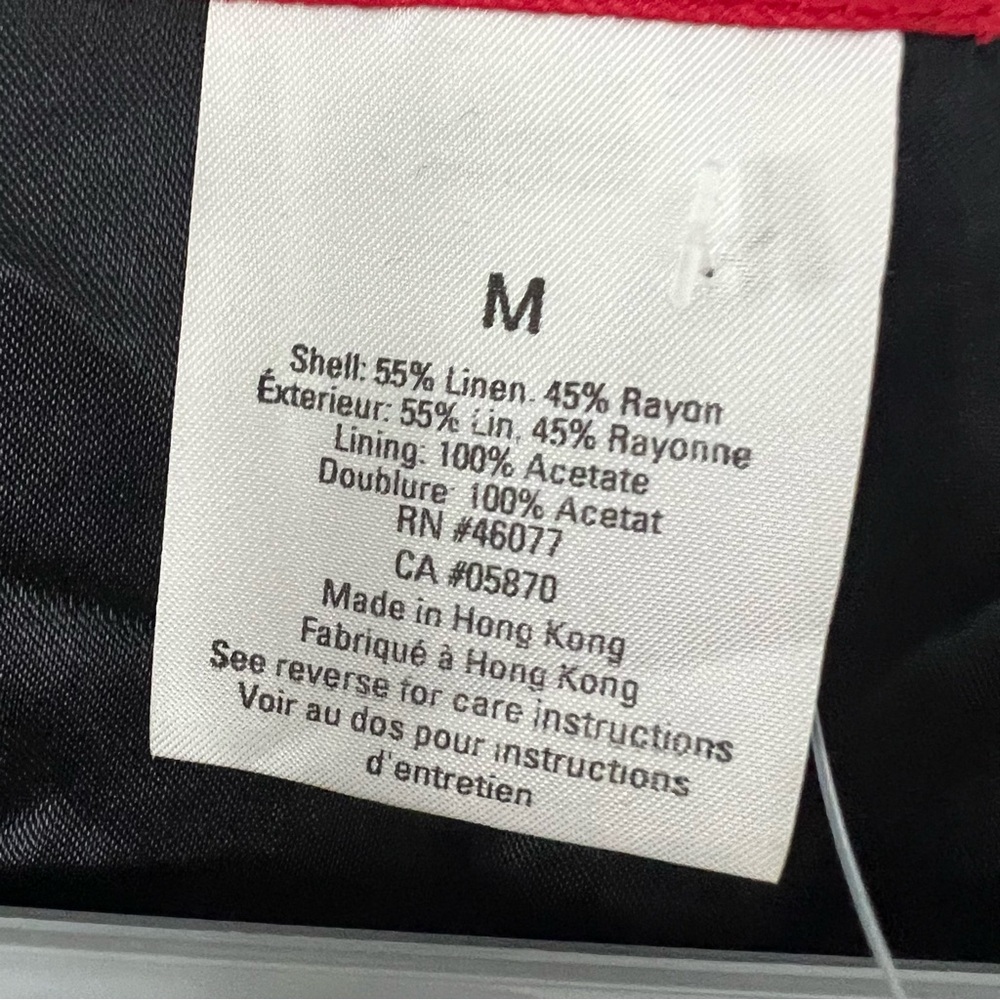 M
Shell: 55% Linen. 45% Rayon
Éxterieur: 55% Lin, 45% Rayonne
Lining: 100% Acetate
Doublure 100% Acetat
RN #46077
CA #05870
Made in Hong Kong
Fabriqué à Hong Kong
See reverse for care instructions
Voir au dos pour instructions
d'entretien